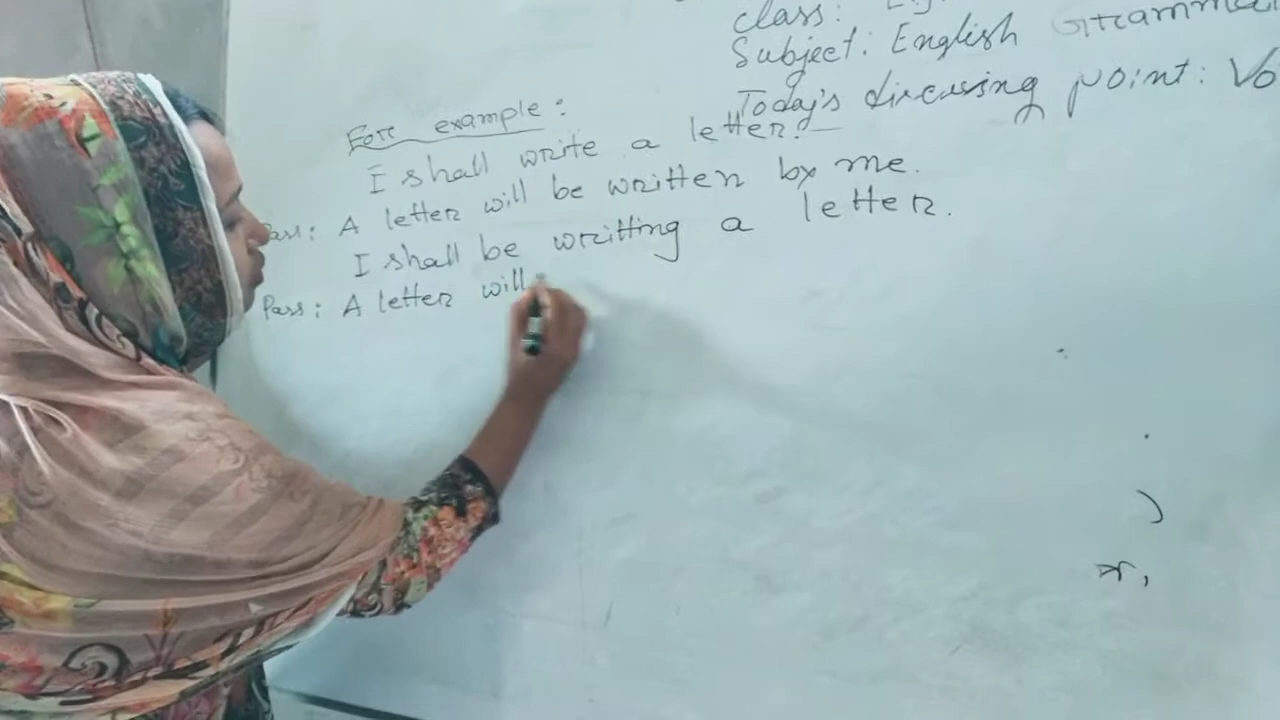 class:
Subject: English Grammar
Today's discussing point: Vo
For example:
I shall write a letter.
Pass: A letter will be written by me.
I shall be writting a letter.
Pass: A letter will